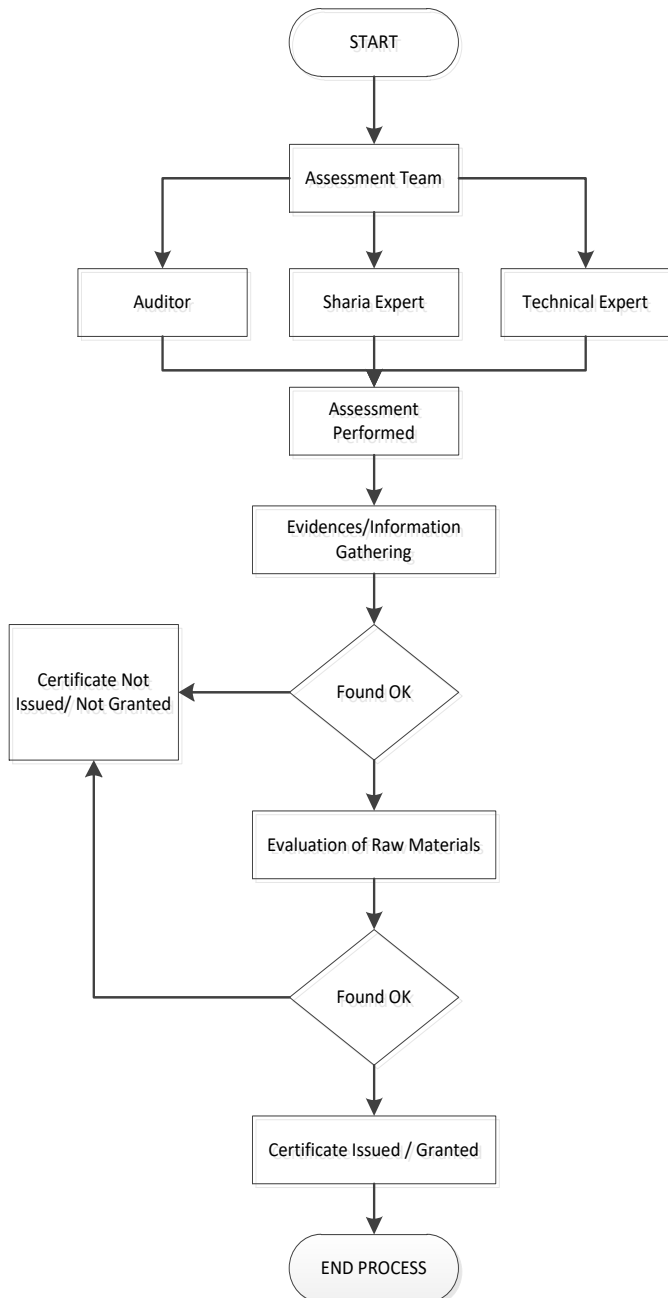 START
Assessment Team
Auditor
Sharia Expert
Technical Expert
Assessment
Performed
Evidences/Information
Gathering
Certificate Not
Issued/ Not Granted
Found OK
Evaluation of Raw Materials
Found OK
Certificate Issued / Granted
END PROCESS